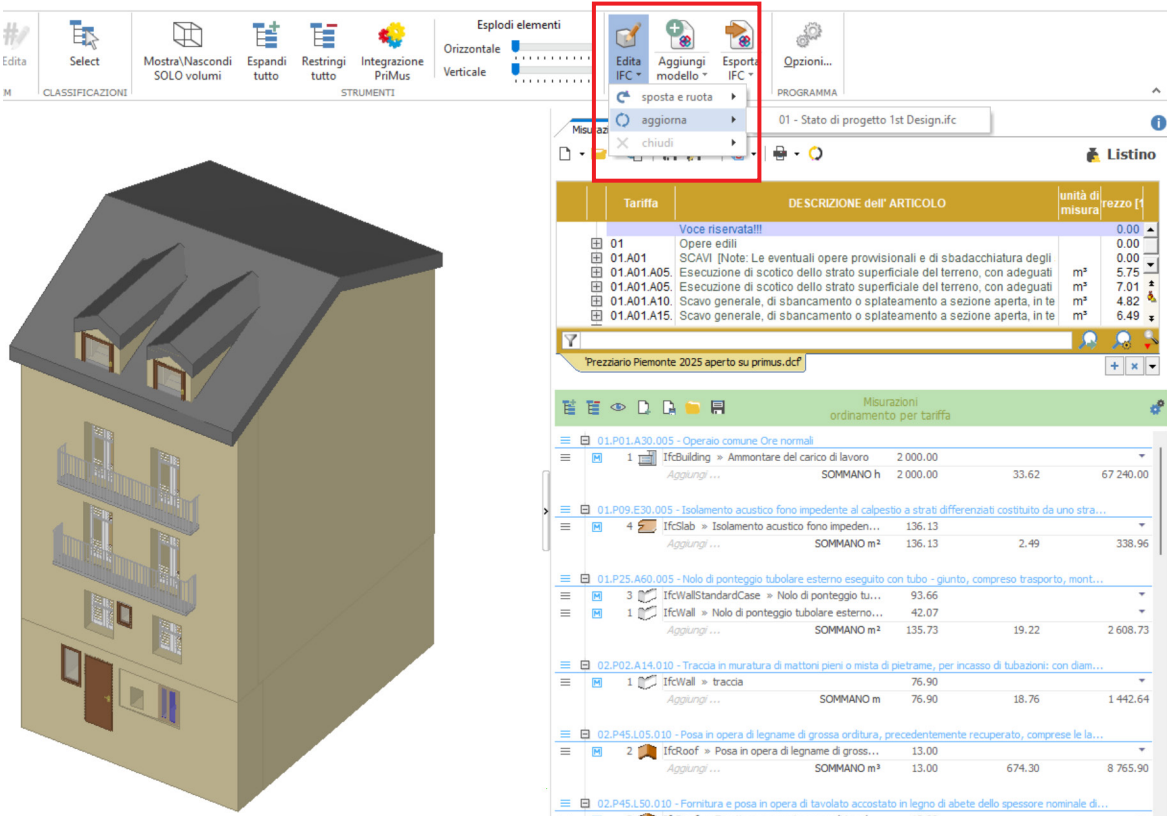 Esplodi elementi
Orizzontale
Verticale
Edita
Select
Mostra\Nascondi
SOLO volumi
Espandi
tutto
Restringi
tutto
Integrazione
PriMus
Edita
IFC
Aggiungi
modello
Esporta
IFC
Opzioni...
M
CLASSIFICAZIONI
STRUMENTI
PROGRAMMA
sposta e ruota
aggiorna
chiudi
01 - Stato di progetto 1st Design.ifc
Misuraz
Listino
Tariffa DESCRIZIONE dell' ARTICOLO unità di misura rezzo [1
Voce riservata!!! 0.00
01 Opere edili 0.00
01.A01 SCAVI [Note: Le eventuali opere provvisionali e di sbadacchiatura degli 0.00
01.A01.A05. Esecuzione di scotico dello strato superficiale del terreno, con adeguati m³ 5.75
01.A01.A05. Esecuzione di scotico dello strato superficiale del terreno, con adeguati m³ 7.01
01.A01.A10. Scavo generale, di sbancamento o splateamento a sezione aperta, in te m³ 4.82
01.A01.A15. Scavo generale, di sbancamento o splateamento a sezione aperta, in te m³ 6.49
'Prezziario Piemonte 2025 aperto su primus.dcf'
Misurazioni
ordinamento per tariffa
01.P01.A30.005 - Operaio comune Ore normali
M 1 IfcBuilding » Ammontare del carico di lavoro 2 000.00
Aggiungi ... SOMMANO h 2 000.00 33.62 67 240.00
01.P09.E30.005 - Isolamento acustico fono impedente al calpestio a strati differenziati costituito da uno stra...
M 4 IfcSlab » Isolamento acustico fono impeden... 136.13
Aggiungi ... SOMMANO m² 136.13 2.49 338.96
01.P25.A60.005 - Nolo di ponteggio tubolare esterno eseguito con tubo - giunto, compreso trasporto, mont...
M 3 IfcWallStandardCase » Nolo di ponteggio tu... 93.66
M 1 IfcWall » Nolo di ponteggio tubolare esterno... 42.07
Aggiungi ... SOMMANO m² 135.73 19.22 2 608.73
02.P02.A14.010 - Traccia in muratura di mattoni pieni o mista di pietrame, per incasso di tubazioni: con diam...
M 1 IfcWall » traccia 76.90
Aggiungi ... SOMMANO m 76.90 18.76 1 442.64
02.P45.L05.010 - Posa in opera di legname di grossa orditura, precedentemente recuperato, comprese le la...
M 2 IfcRoof » Posa in opera di legname di gross... 13.00
Aggiungi ... SOMMANO m³ 13.00 674.30 8 765.90
02.P45.L50.010 - Fornitura e posa in opera di tavolato accostato in legno di abete dello spessore nominale di...